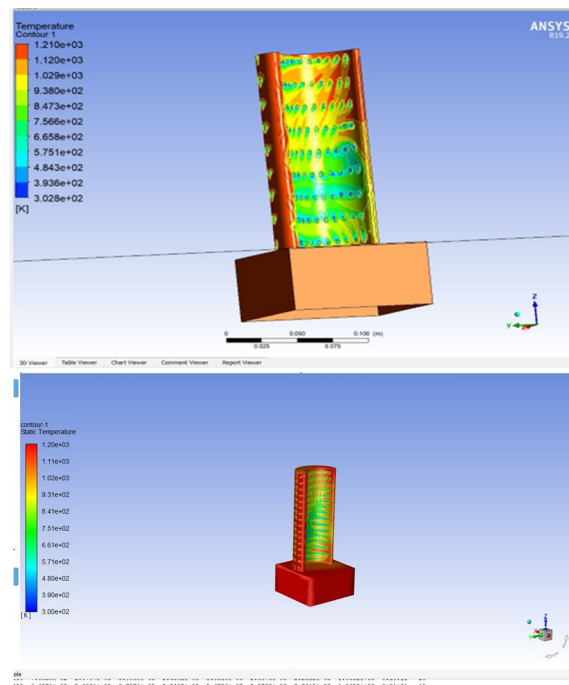 Temperature
Contour 1
ANSYS
R19.2
1.210e+03
1.120e+03
1.029e+03
9.380e+02
8.473e+02
7.566e+02
6.658e+02
5.751e+02
4.843e+02
3.936e+02
3.028e+02
[K]
Z
Y
0 0.050 0.100 (m)
0.025 0.075
3D Viewer Table Viewer Chart Viewer Comment Viewer Report Viewer
contour-1
Static Temperature
1.20e+03
1.11e+03
1.02e+03
9.31e+02
8.41e+02
7.51e+02
6.61e+02
5.71e+02
4.80e+02
3.90e+02
3.00e+02
[k]
Z
Y
ole